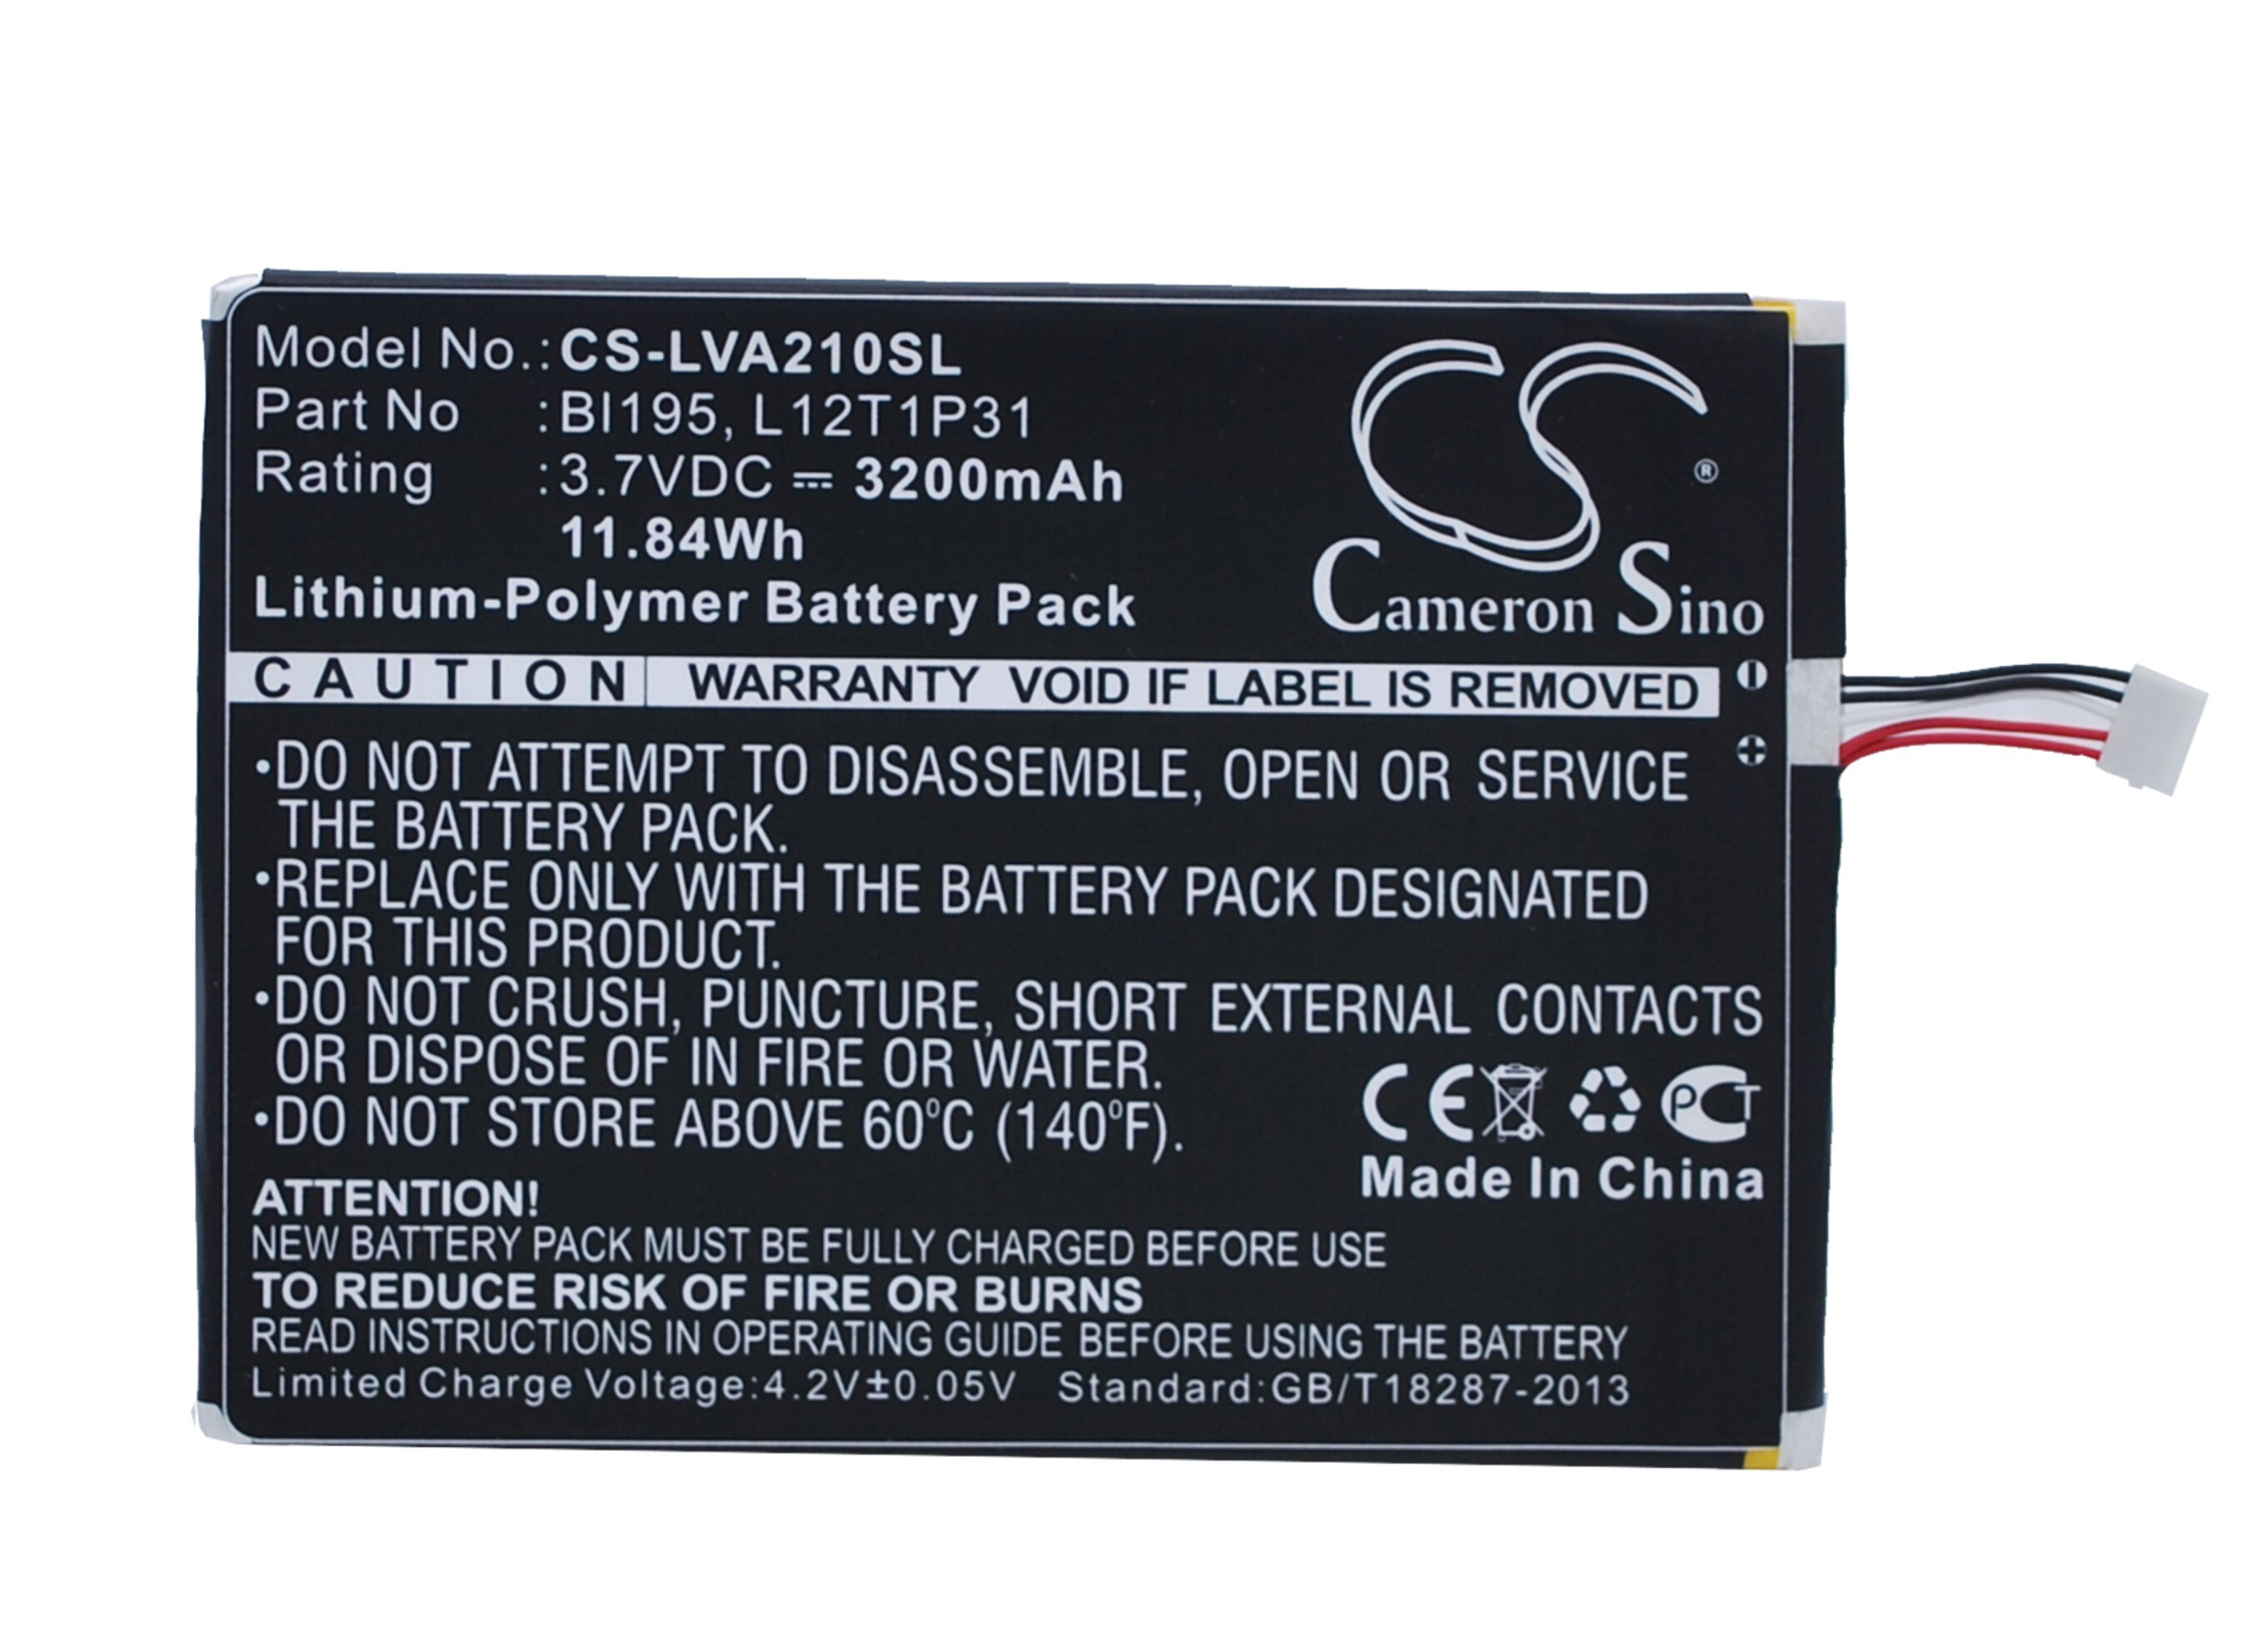 Model No.:CS-LVA210SL
Part No :BI195, L12T1P31
Rating :3.7VDC ⎓ 3200mAh
11.84Wh
Lithium-Polymer Battery Pack
CS ®
Cameron Sino
CAUTION WARRANTY VOID IF LABEL IS REMOVED
•DO NOT ATTEMPT TO DISASSEMBLE, OPEN OR SERVICE
THE BATTERY PACK.
•REPLACE ONLY WITH THE BATTERY PACK DESIGNATED
FOR THIS PRODUCT.
•DO NOT CRUSH, PUNCTURE, SHORT EXTERNAL CONTACTS
OR DISPOSE OF IN FIRE OR WATER.
•DO NOT STORE ABOVE 60°C (140°F).
CE PCT
Made In China
ATTENTION!
NEW BATTERY PACK MUST BE FULLY CHARGED BEFORE USE
TO REDUCE RISK OF FIRE OR BURNS
READ INSTRUCTIONS IN OPERATING GUIDE BEFORE USING THE BATTERY
Limited Charge Voltage:4.2V±0.05V Standard:GB/T18287-2013